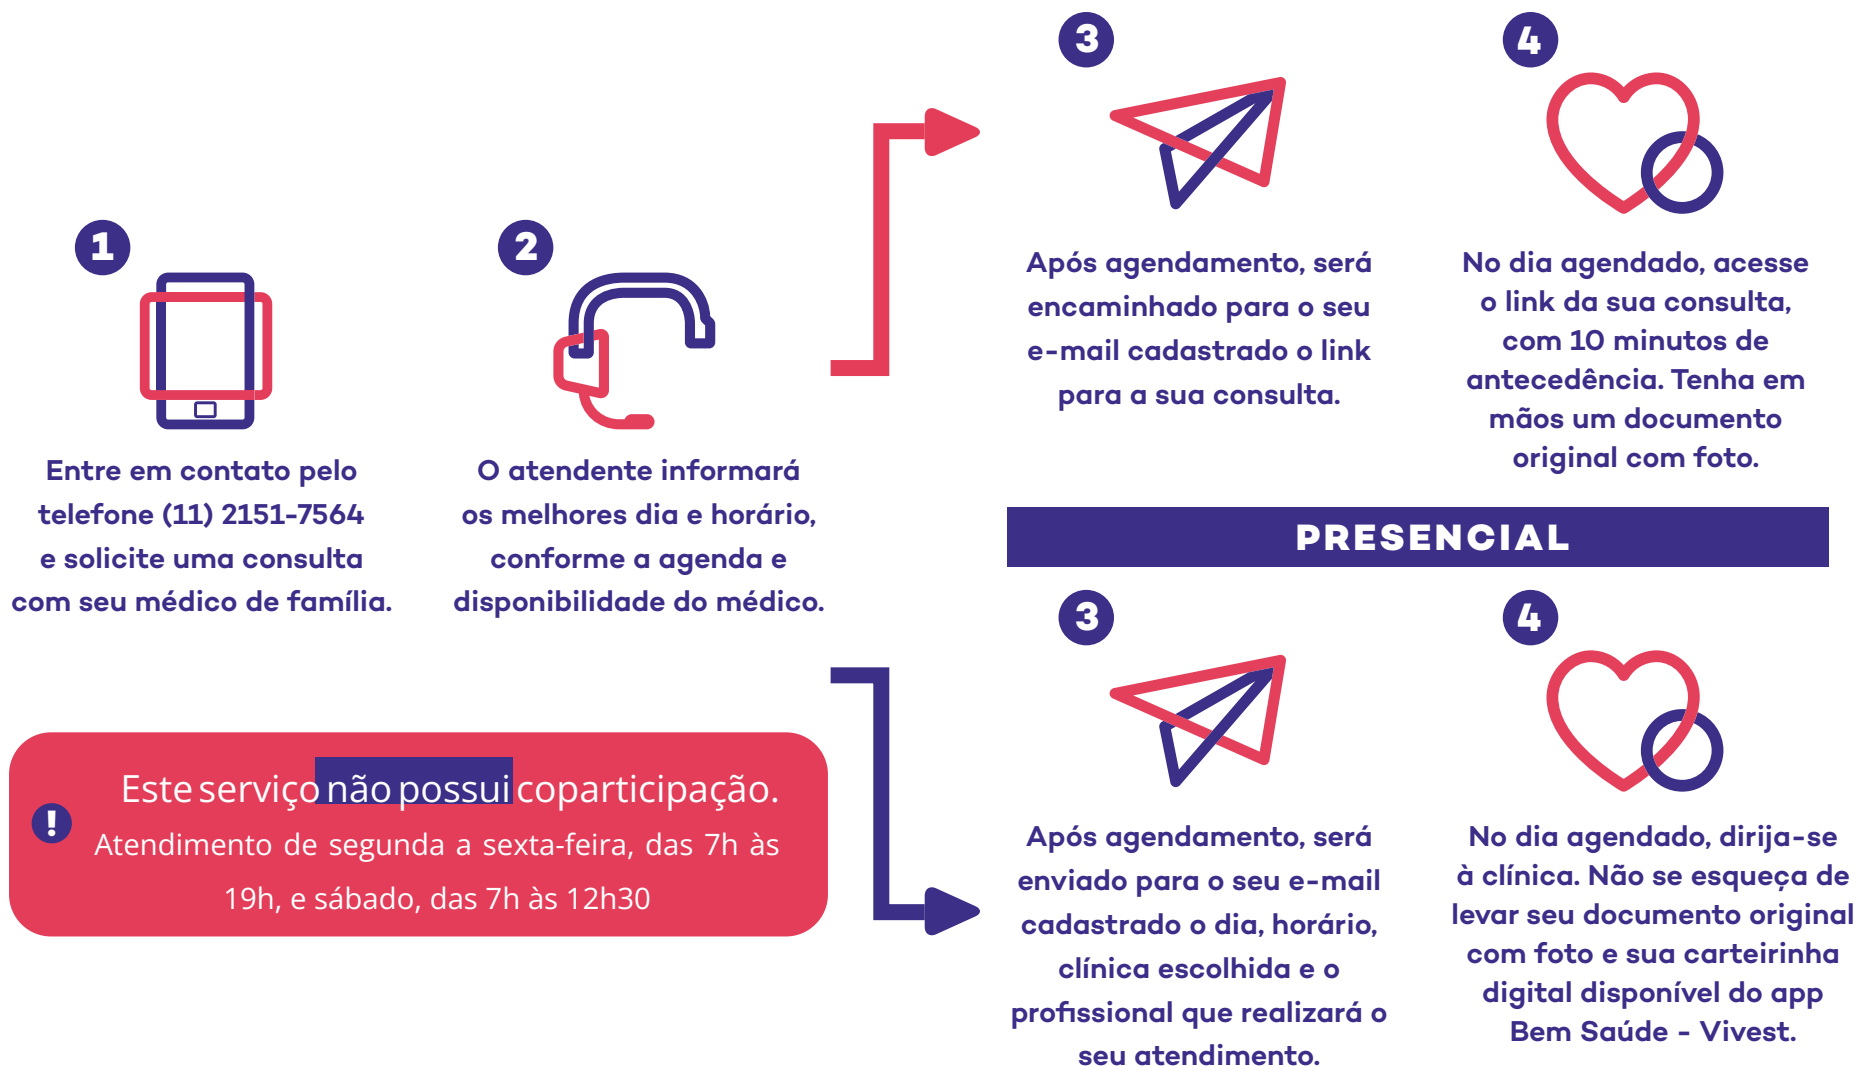 1
Entre em contato pelo
telefone (11) 2151-7564
e solicite uma consulta
com seu médico de família.
2
O atendente informará
os melhores dia e horário,
conforme a agenda e
disponibilidade do médico.
3
Após agendamento, será
encaminhado para o seu
e-mail cadastrado o link
para a sua consulta.
4
No dia agendado, acesse
o link da sua consulta,
com 10 minutos de
antecedência. Tenha em
mãos um documento
original com foto.
PRESENCIAL
3
Após agendamento, será
enviado para o seu e-mail
cadastrado o dia, horário,
clínica escolhida e o
profissional que realizará o
seu atendimento.
4
No dia agendado, dirija-se
à clínica. Não se esqueça de
levar seu documento original
com foto e sua carteirinha
digital disponível do app
Bem Saúde - Vivest.
!
Este serviço não possui coparticipação.
Atendimento de segunda a sexta-feira, das 7h às
19h, e sábado, das 7h às 12h30